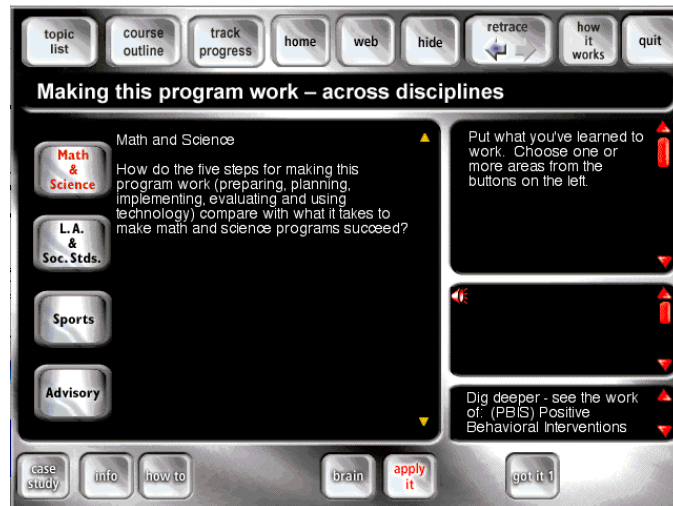 topic
list
course
outline
track
progress
home
web
hide
retrace
how
it
works
quit
Making this program work – across disciplines
Math
&
Science
L.A.
&
Soc. Stds.
Sports
Advisory
Math and Science
How do the five steps for making this
program work (preparing, planning,
implementing, evaluating and using
technology) compare with what it takes to
make math and science programs succeed?
Put what you've learned to
work. Choose one or
more areas from the
buttons on the left.
Dig deeper - see the work
of: (PBIS) Positive
Behavioral Interventions
case
study
info
how to
brain
apply
it
got it 1